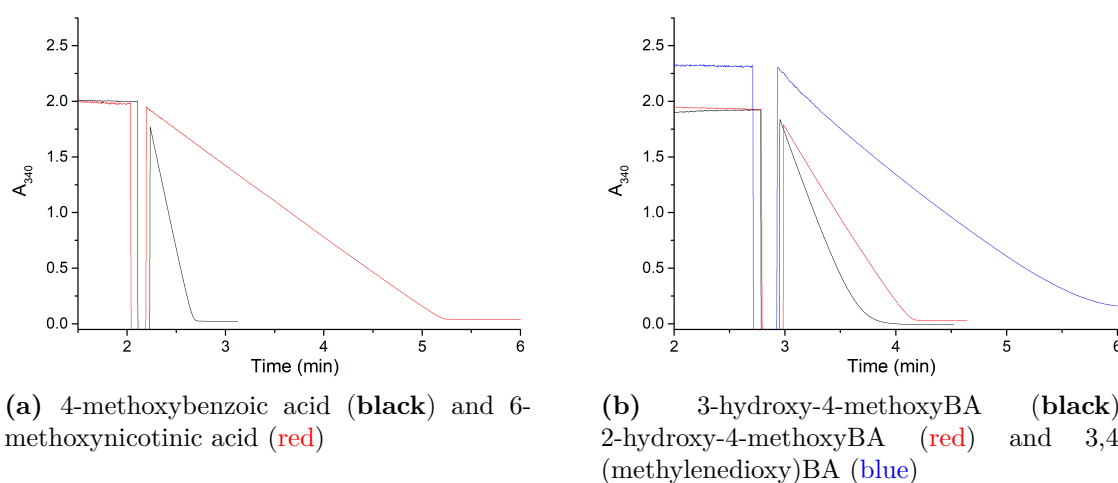 2.5
2.0
1.5
1.0
0.5
0.0
A340
2 3 4 5 6
Time (min)
2.5
2.0
1.5
1.0
0.5
0.0
A340
2 3 4 5 6
Time (min)
(a) 4-methoxybenzoic acid (black) and 6-
methoxynicotinic acid (red)
(b) 3-hydroxy-4-methoxyBA (black)
2-hydroxy-4-methoxyBA (red) and 3,4
(methylenedioxy)BA (blue)